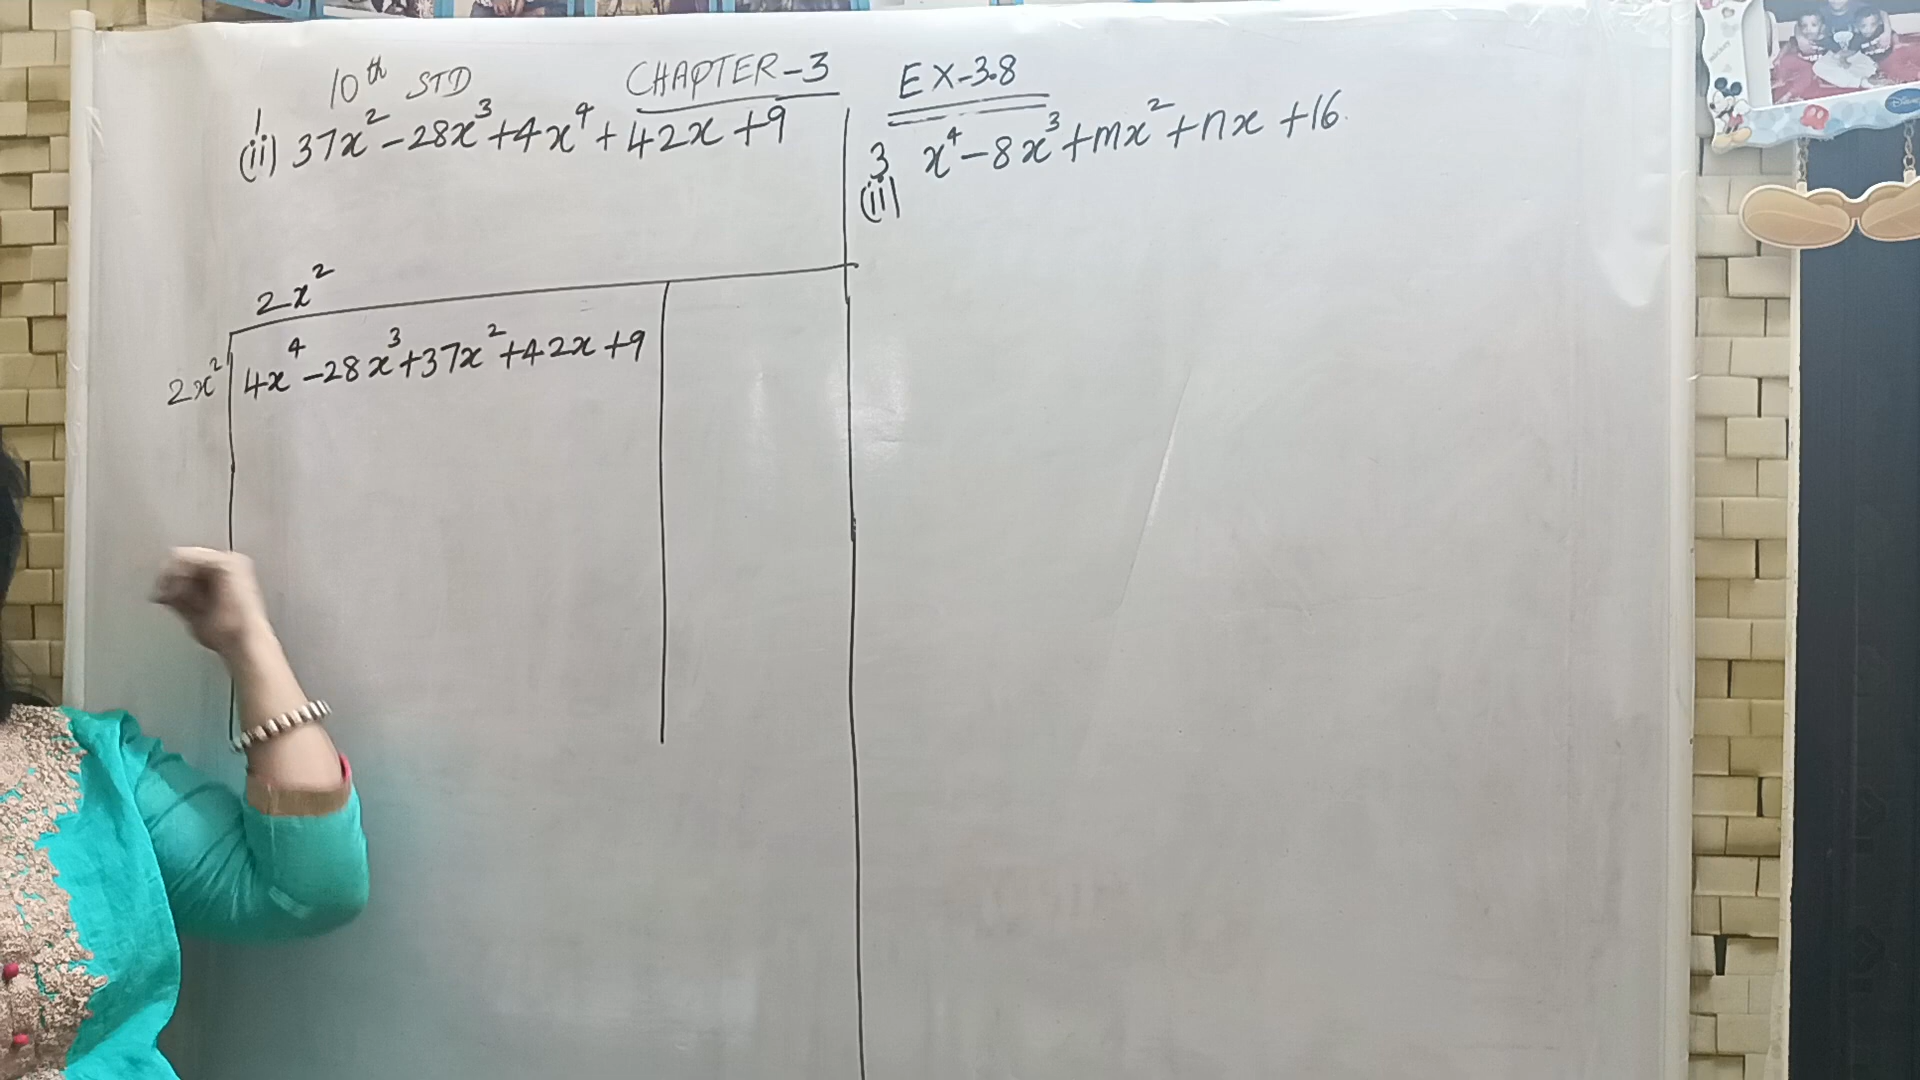 10th STD CHAPTER-3 EX-3.8
1
(ii) 37x² - 28x³ + 4x⁴ + 42x + 9
3 x⁴ - 8x³ + mx² + nx + 16.
(ii)
2x²
2x² 4x⁴ - 28x³ + 37x² + 42x + 9